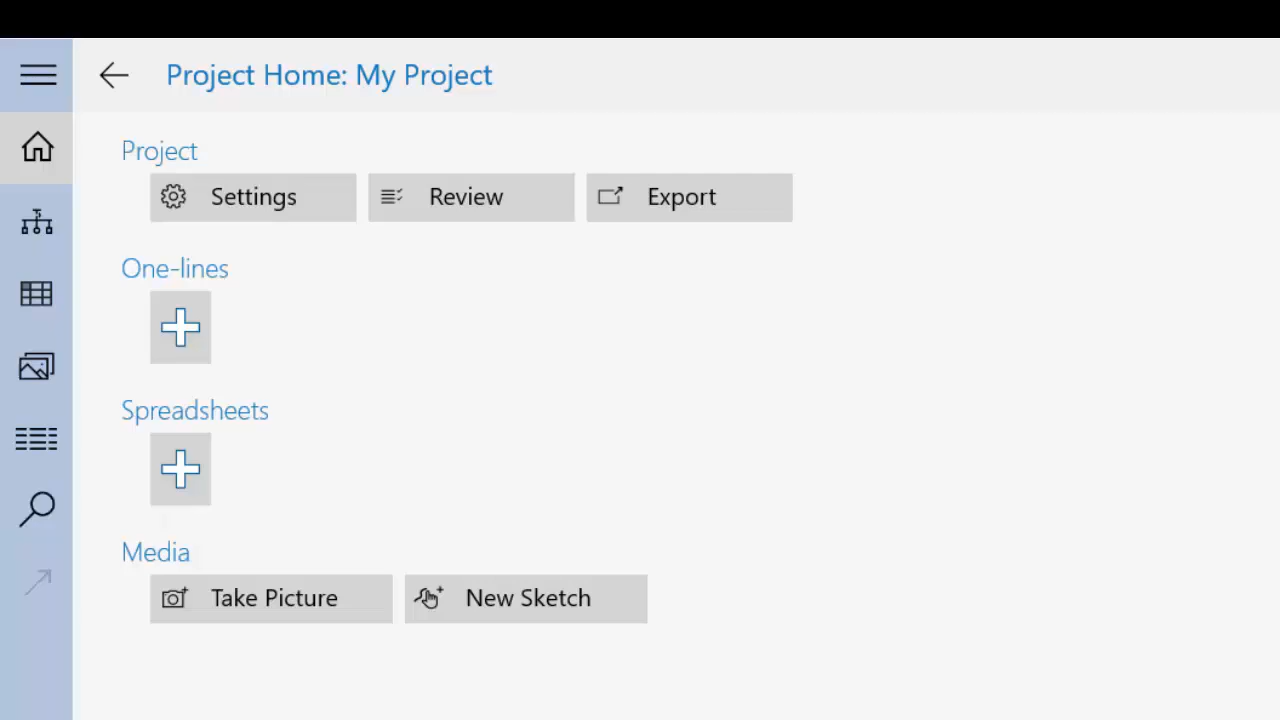 Project Home: My Project
Project
Settings Review Export
One-lines
Spreadsheets
Media
Take Picture New Sketch